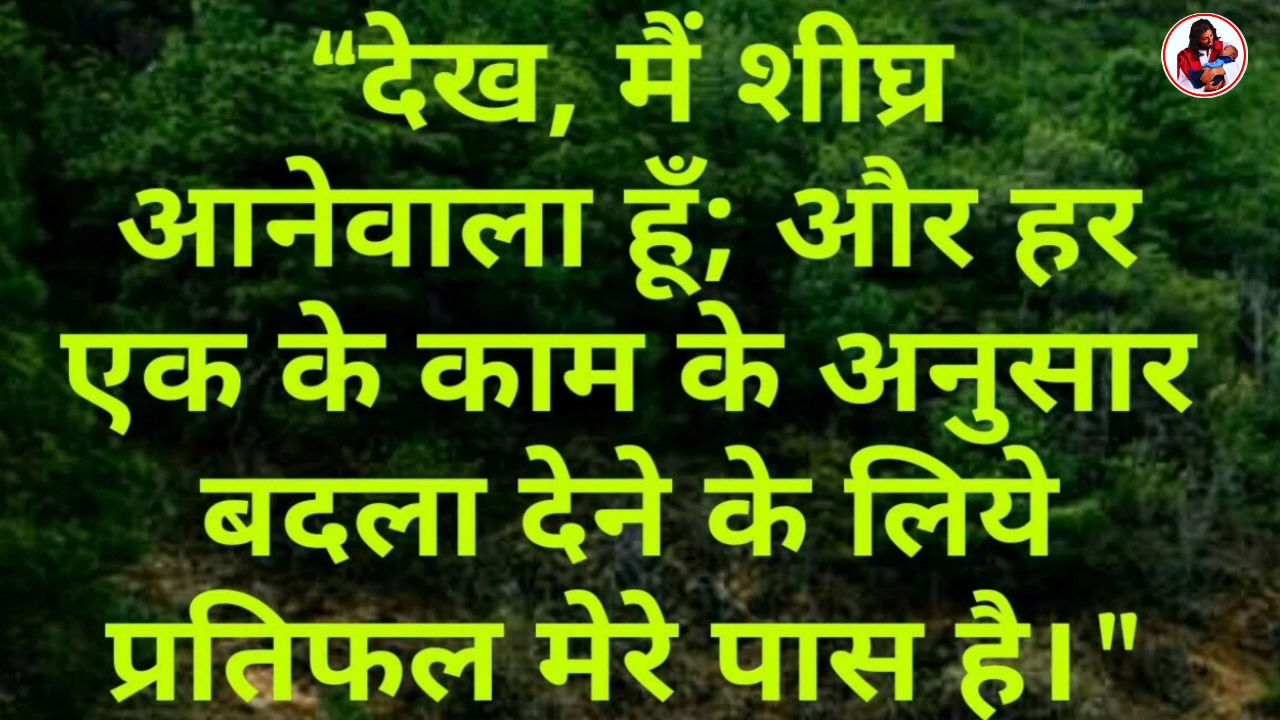 “देख, मैं शीघ्र
आनेवाला हूँ; और हर
एक के काम के अनुसार
बदला देने के लिये
प्रतिफल मेरे पास है।"